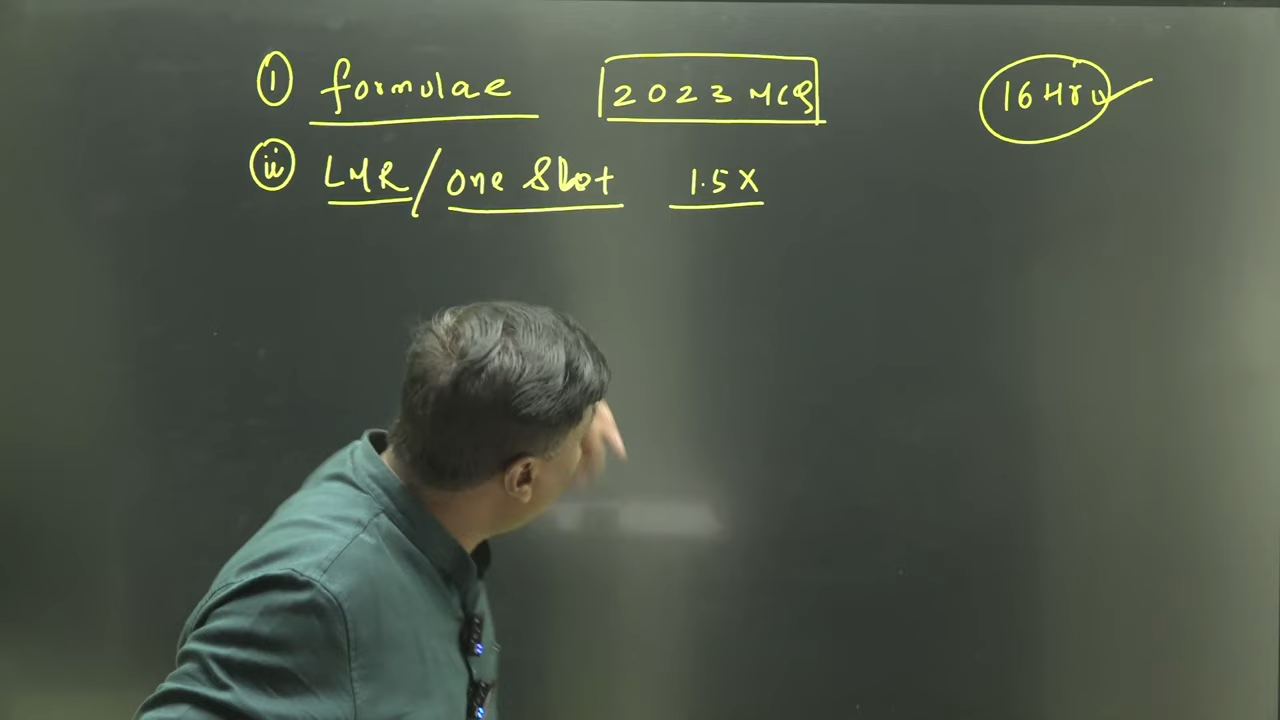 (i) formulae 2023 MCQ 16 Hrs
(ii) LMR / One Shot 1.5X